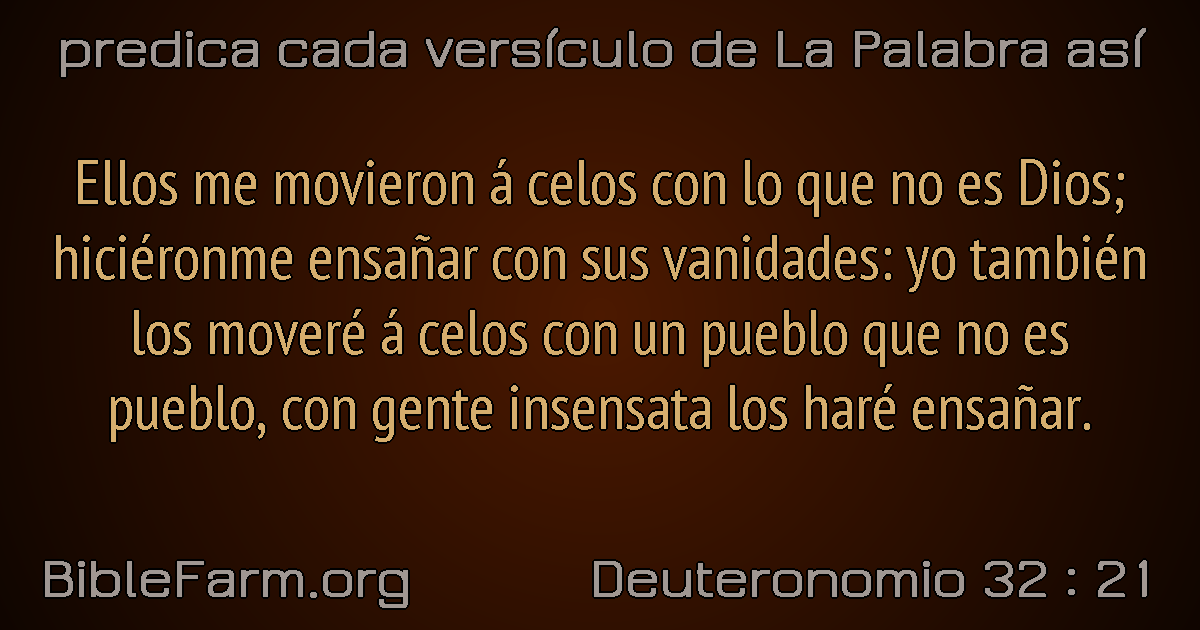 predica cada versículo de La Palabra así
Ellos me movieron á celos con lo que no es Dios;
hiciéronme ensañar con sus vanidades: yo también
los moveré á celos con un pueblo que no es
pueblo, con gente insensata los haré ensañar.
BibleFarm.org
Deuteronomio 32 : 21